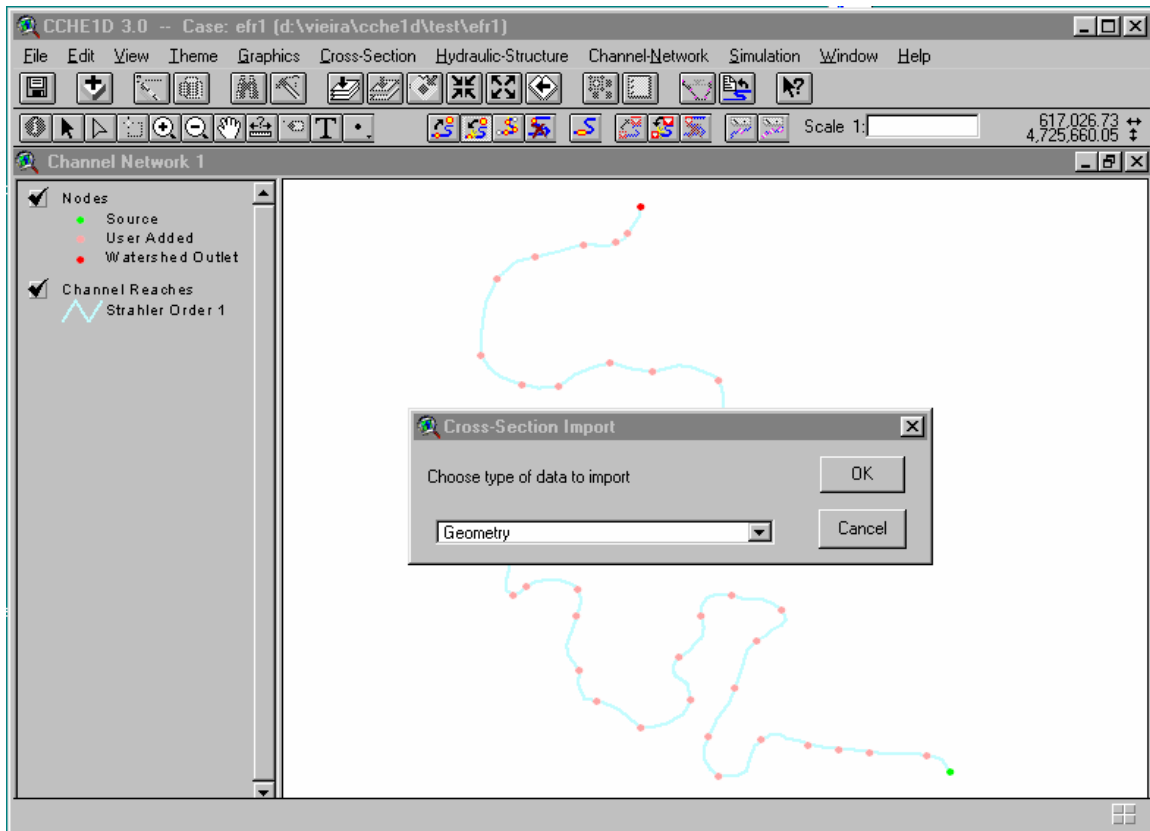 CCHE1D 3.0 -- Case: efr1 (d:\vieira\cche1d\test\efr1)
File Edit View Theme Graphics Cross-Section Hydraulic-Structure Channel-Network Simulation Window Help
T Scale 1: 617,026.73
4,725,660.05
Channel Network 1
Nodes
Source
User Added
Watershed Outlet
Channel Reaches
Strahler Order 1
Cross-Section Import
Choose type of data to import
OK
Geometry
Cancel